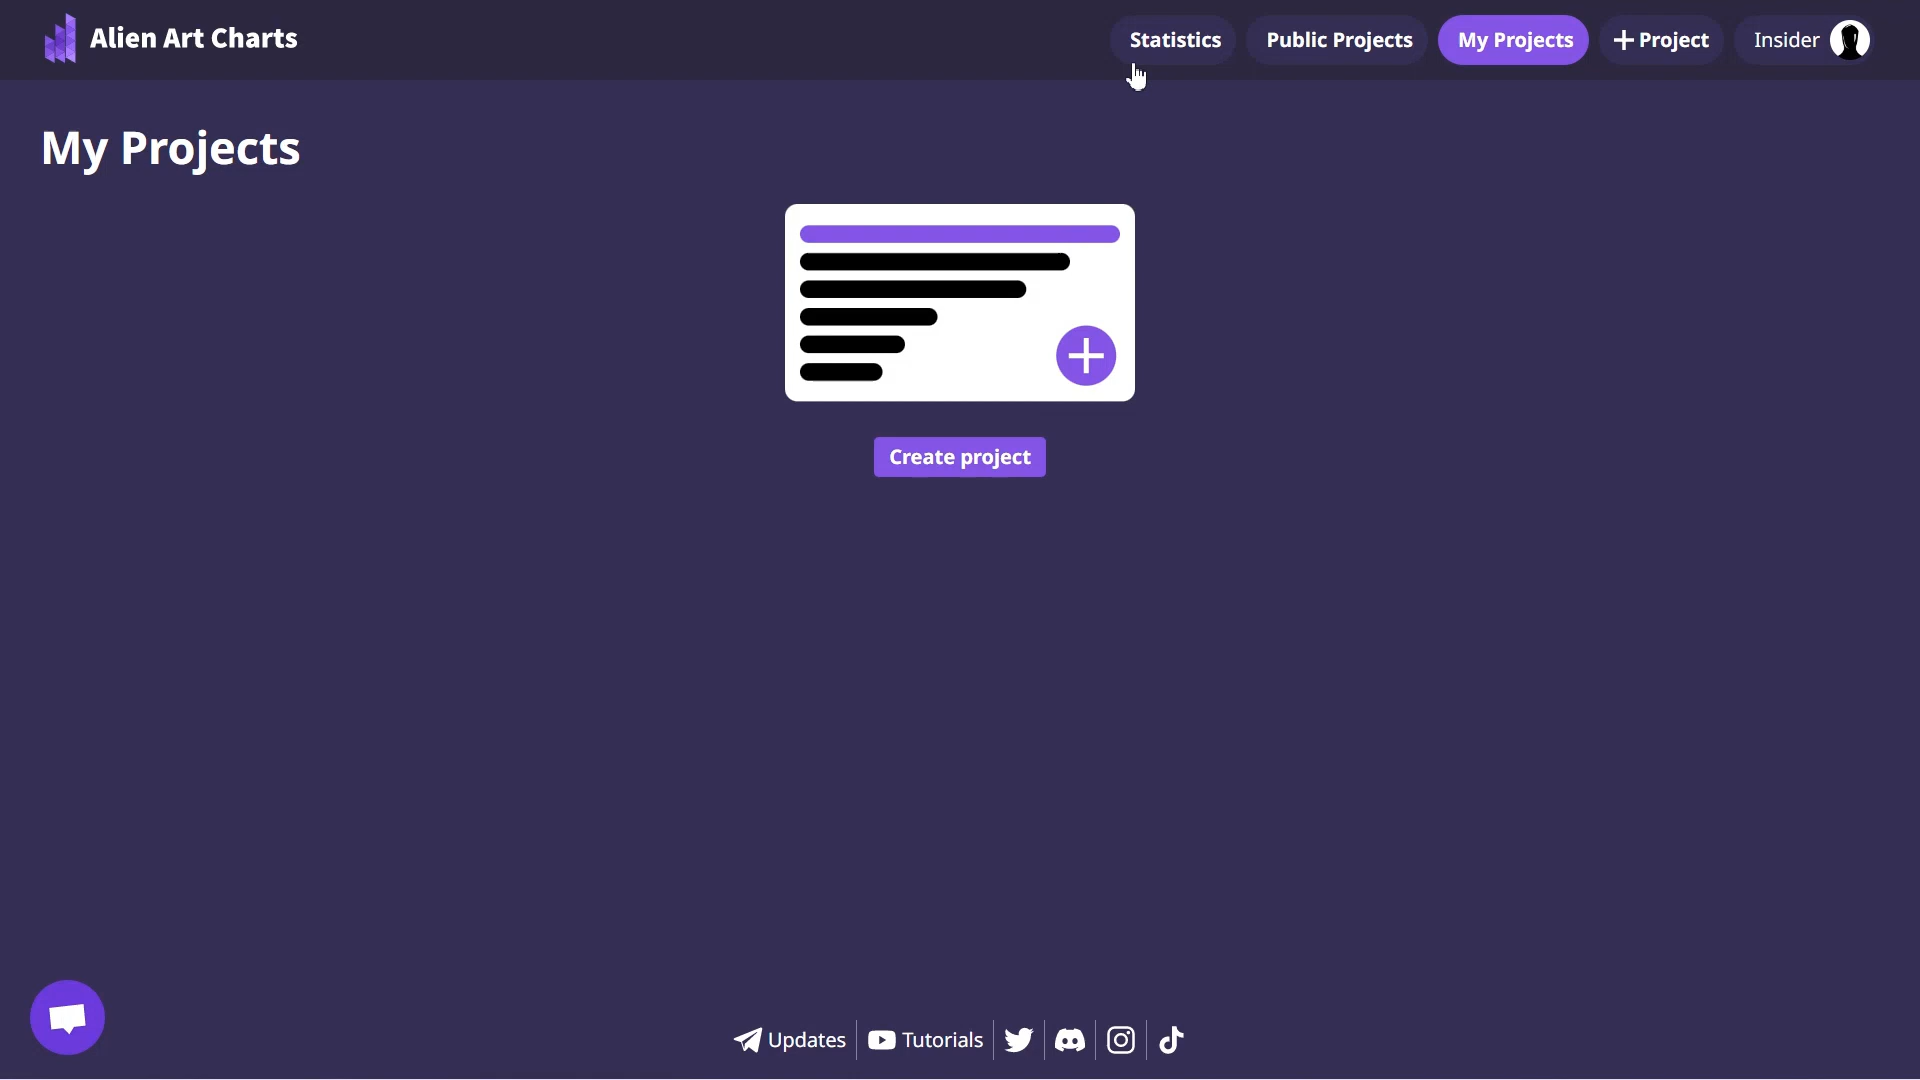 Alien Art Charts
Statistics
Public Projects
My Projects
Project
Insider
My Projects
Create project
Updates
Tutorials